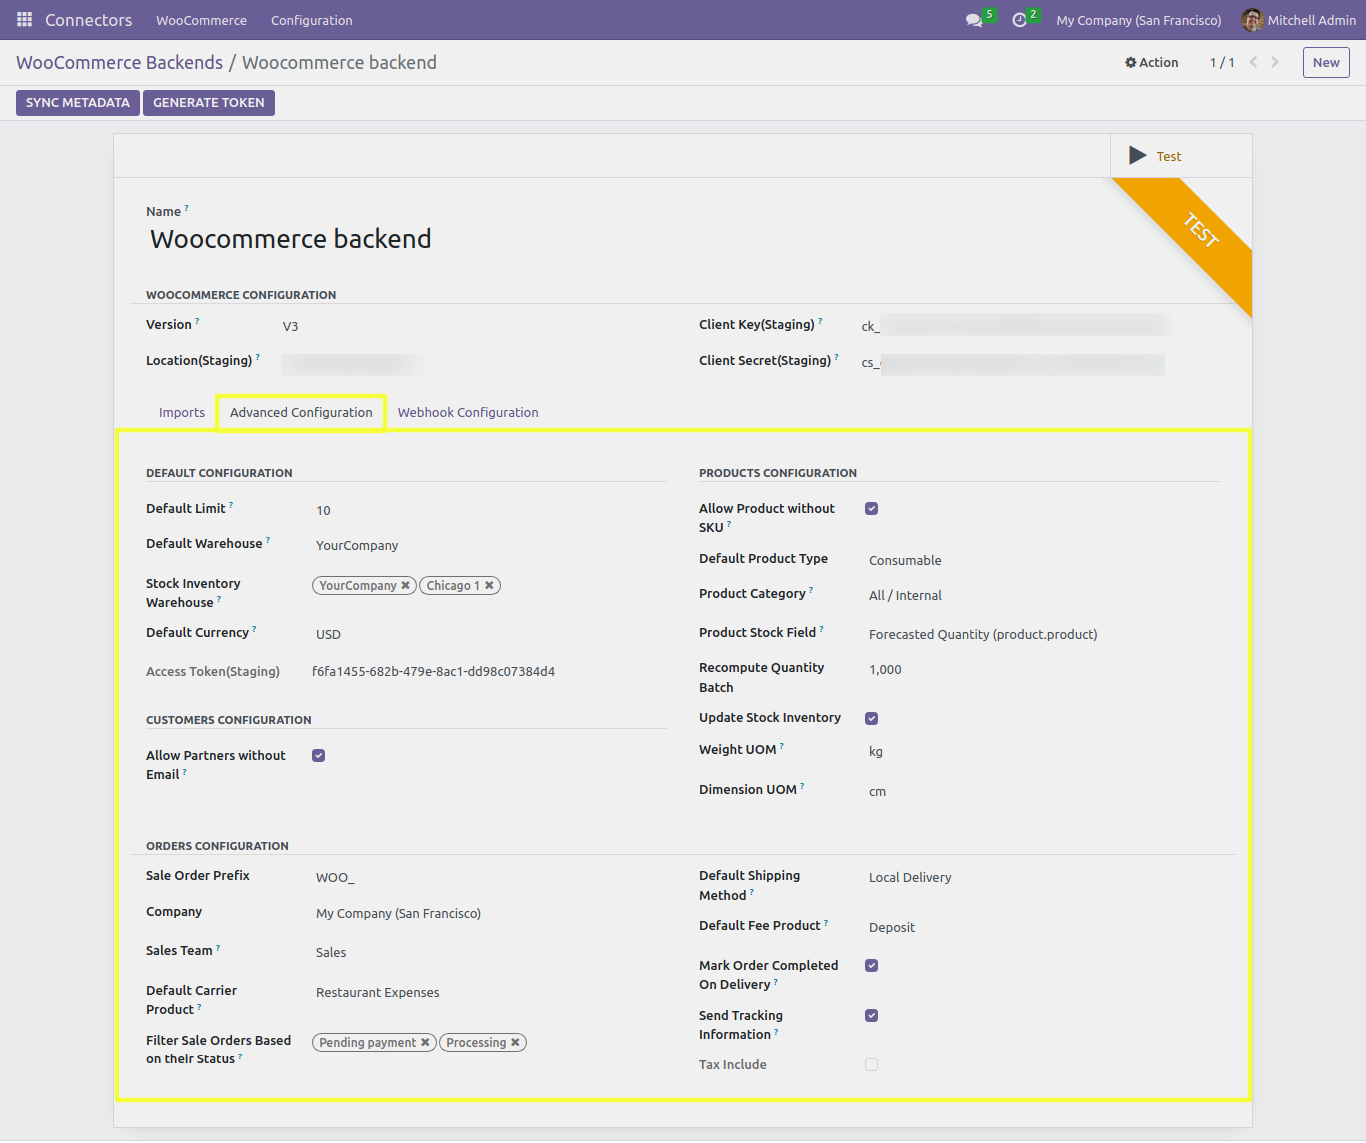 Connectors WooCommerce Configuration 5 2 My Company (San Francisco) Mitchell Admin
WooCommerce Backends / Woocommerce backend Action 1 / 1 New
SYNC METADATA GENERATE TOKEN
Test
TEST
Name ?
Woocommerce backend
WOOCOMMERCE CONFIGURATION
Version ? V3
Client Key(Staging) ? ck_
Location(Staging) ?
Client Secret(Staging) ? cs_
Imports Advanced Configuration Webhook Configuration
DEFAULT CONFIGURATION
Default Limit ? 10
Default Warehouse ? YourCompany
Stock Inventory
Warehouse ? YourCompany ✖ Chicago 1 ✖
Default Currency ? USD
Access Token(Staging) f6fa1455-682b-479e-8ac1-dd98c07384d4
CUSTOMERS CONFIGURATION
Allow Partners without
Email ?
PRODUCTS CONFIGURATION
Allow Product without
SKU ?
Default Product Type Consumable
Product Category ? All / Internal
Product Stock Field ? Forecasted Quantity (product.product)
Recompute Quantity
Batch 1,000
Update Stock Inventory
Weight UOM ? kg
Dimension UOM ? cm
ORDERS CONFIGURATION
Sale Order Prefix WOO_
Company My Company (San Francisco)
Sales Team ? Sales
Default Carrier
Product ? Restaurant Expenses
Filter Sale Orders Based
on their Status ? Pending payment ✖ Processing ✖
Default Shipping
Method ? Local Delivery
Default Fee Product ? Deposit
Mark Order Completed
On Delivery ?
Send Tracking
Information ?
Tax Include